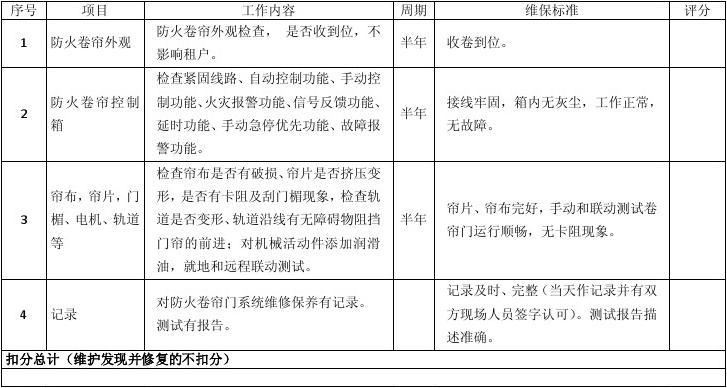 序号 项目 工作内容 周期 维保标准 评分
1 防火卷帘外观 防火卷帘外观检查， 是否收到位，不影响租户。 半年 收卷到位。
2 防火卷帘控制箱 检查紧固线路、自动控制功能、手动控制功能、火灾报警功能、信号反馈功能、延时功能、手动急停优先功能、故障报警功能。 半年 接线牢固，箱内无灰尘，工作正常，无故障。
3 帘布，帘片，门楣、电机、轨道等 检查帘布是否有破损、帘片是否挤压变形，是否有卡阻及刮门楣现象，检查轨道是否变形、轨道沿线有无障碍物阻挡门帘的前进；对机械活动件添加润滑油，就地和远程联动测试。 半年 帘片、帘布完好，手动和联动测试卷帘门运行顺畅，无卡阻现象。
4 记录 对防火卷帘门系统维修保养有记录。测试有报告。 记录及时、完整（当天作记录并有双方现场人员签字认可）。测试报告描述准确。
扣分总计（维护发现并修复的不扣分）